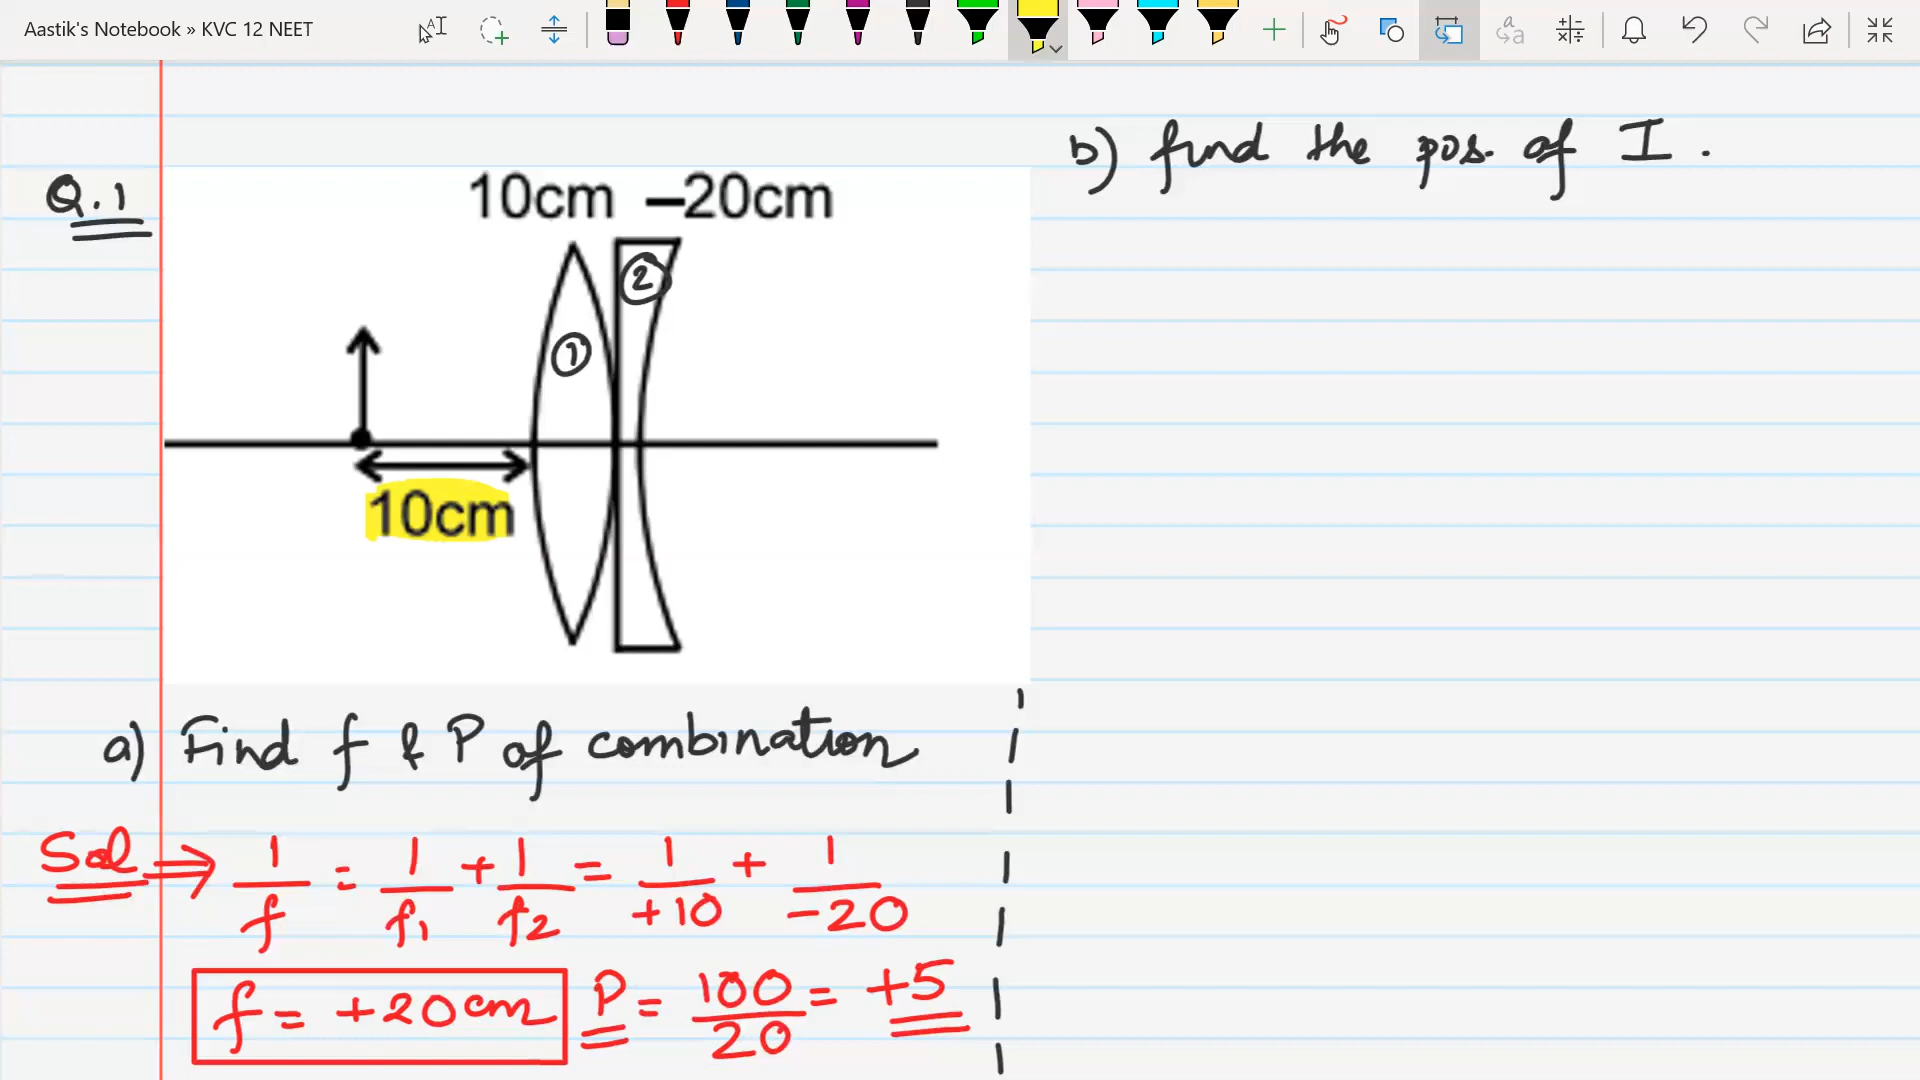 Aastik's Notebook » KVC 12 NEET
Q.1
10cm –20cm
①
②
10cm
a) Find f & P of combination
Sol ⇒ 1/f = 1/f₁ + 1/f₂ = 1/+10 + 1/-20
f = +20cm P = 100/20 = +5
b) find the pos. of I.